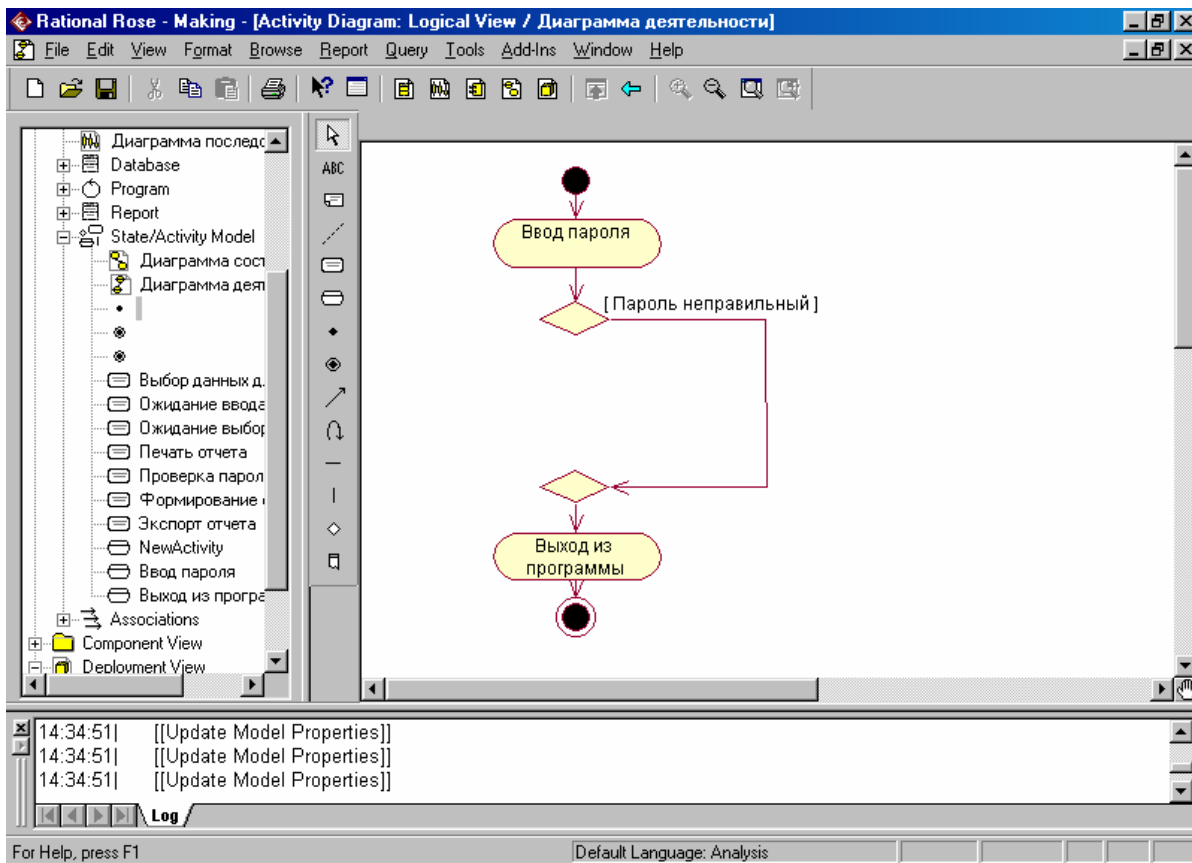 Rational Rose - Making - [Activity Diagram: Logical View / Диаграмма деятельности]
File Edit View Format Browse Report Query Tools Add-Ins Window Help
Диаграмма последо
Database
Program
Report
State/Activity Model
Диаграмма сост
Диаграмма деят
Выбор данных д
Ожидание ввода
Ожидание выбор
Печать отчета
Проверка парол
Формирование
Экспорт отчета
NewActivity
Ввод пароля
Выход из програ
Associations
Component View
Deployment View
ABC
Ввод пароля
[ Пароль неправильный ]
Выход из
программы
14:34:51| [[Update Model Properties]]
14:34:51| [[Update Model Properties]]
14:34:51| [[Update Model Properties]]
Log
For Help, press F1
Default Language: Analysis